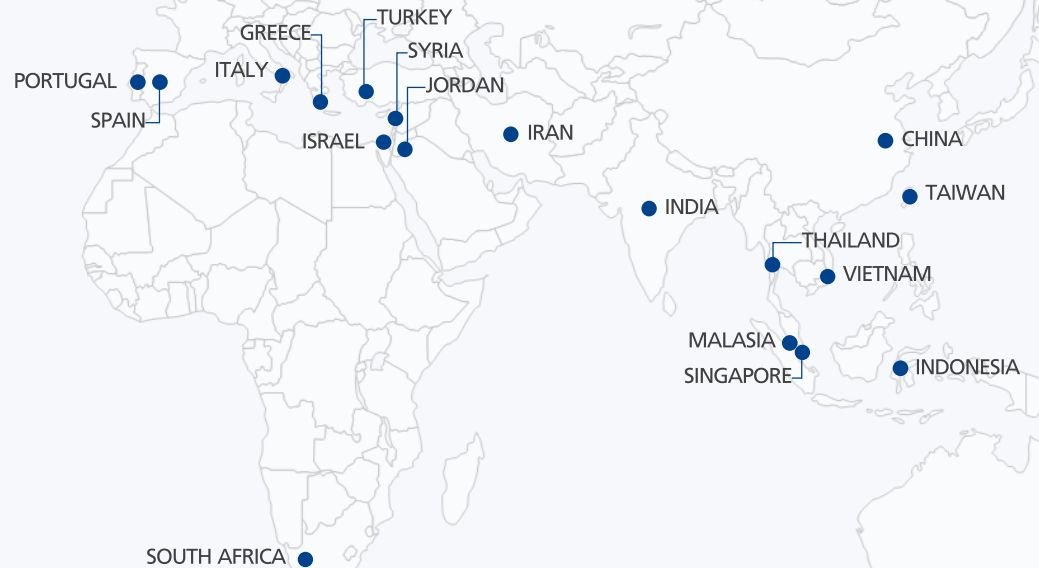 TURKEY
GREECE
SYRIA
ITALY
PORTUGAL
JORDAN
SPAIN
ISRAEL
IRAN
CHINA
TAIWAN
INDIA
THAILAND
VIETNAM
MALASIA
SINGAPORE
INDONESIA
SOUTH AFRICA